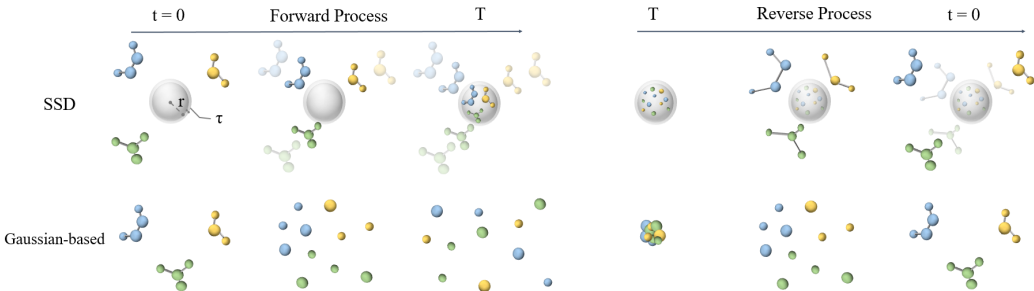 t = 0 Forward Process T
T Reverse Process t = 0
SSD
r
τ
Gaussian-based